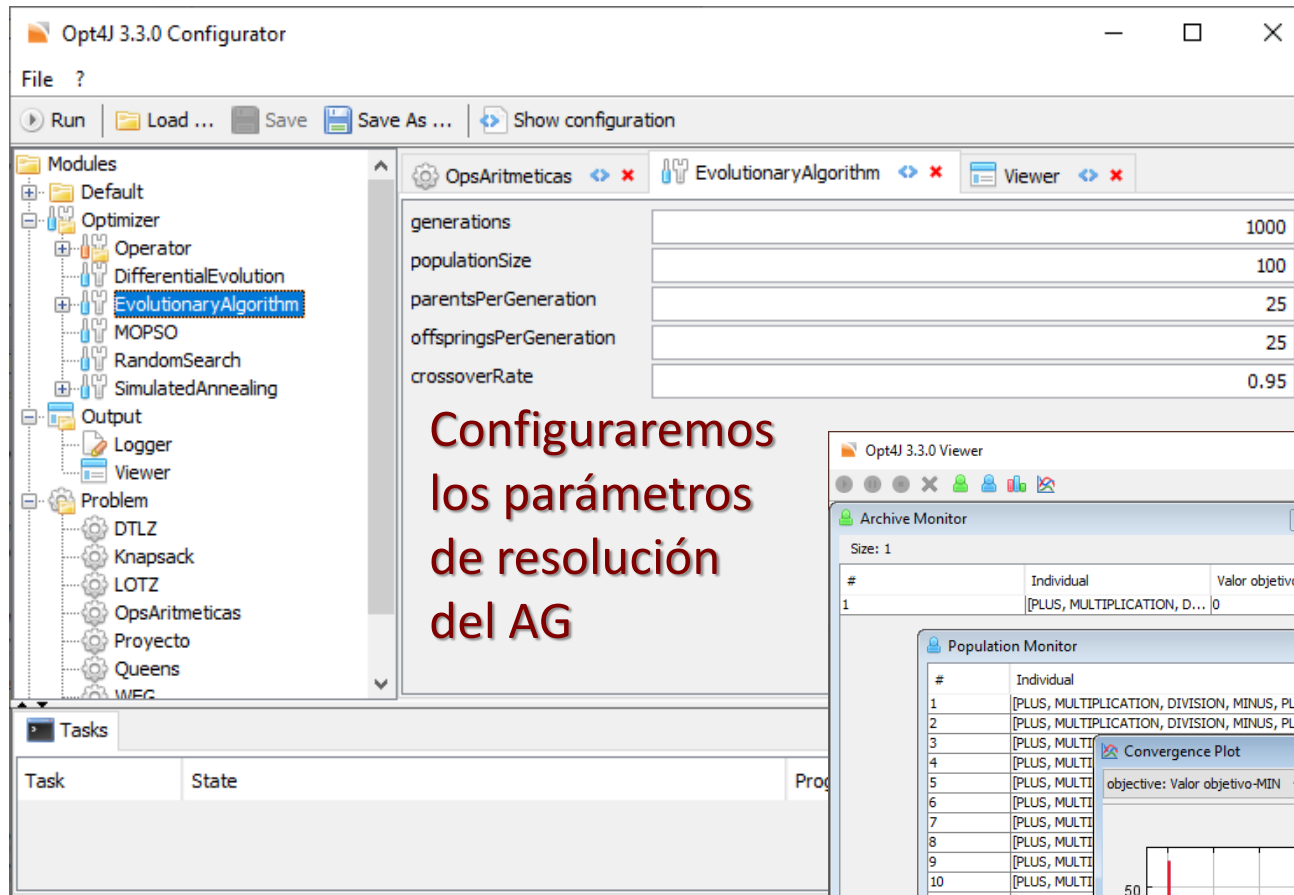 Opt4J 3.3.0 Configurator
File ?
Run Load ... Save Save As ... Show configuration
Modules
Default
Optimizer
Operator
DifferentialEvolution
EvolutionaryAlgorithm
MOPSO
RandomSearch
SimulatedAnnealing
Output
Logger
Viewer
Problem
DTLZ
Knapsack
LOTZ
OpsAritmeticas
Proyecto
Queens
WFG
OpsAritmeticas EvolutionaryAlgorithm Viewer
generations 1000
populationSize 100
parentsPerGeneration 25
offspringsPerGeneration 25
crossoverRate 0.95
Configuraremos
los parámetros
de resolución
del AG
Tasks
Task State Prog
Opt4J 3.3.0 Viewer
Archive Monitor
Size: 1
# Individual Valor objetivo
1 [PLUS, MULTIPLICATION, D... 0
Population Monitor
# Individual
1 [PLUS, MULTIPLICATION, DIVISION, MINUS, PL
2 [PLUS, MULTIPLICATION, DIVISION, MINUS, PL
3 [PLUS, MULTI
4 [PLUS, MULTI
5 [PLUS, MULTI
6 [PLUS, MULTI
7 [PLUS, MULTI
8 [PLUS, MULTI
9 [PLUS, MULTI
10 [PLUS, MULTI
Convergence Plot
objective: Valor objetivo-MIN
50